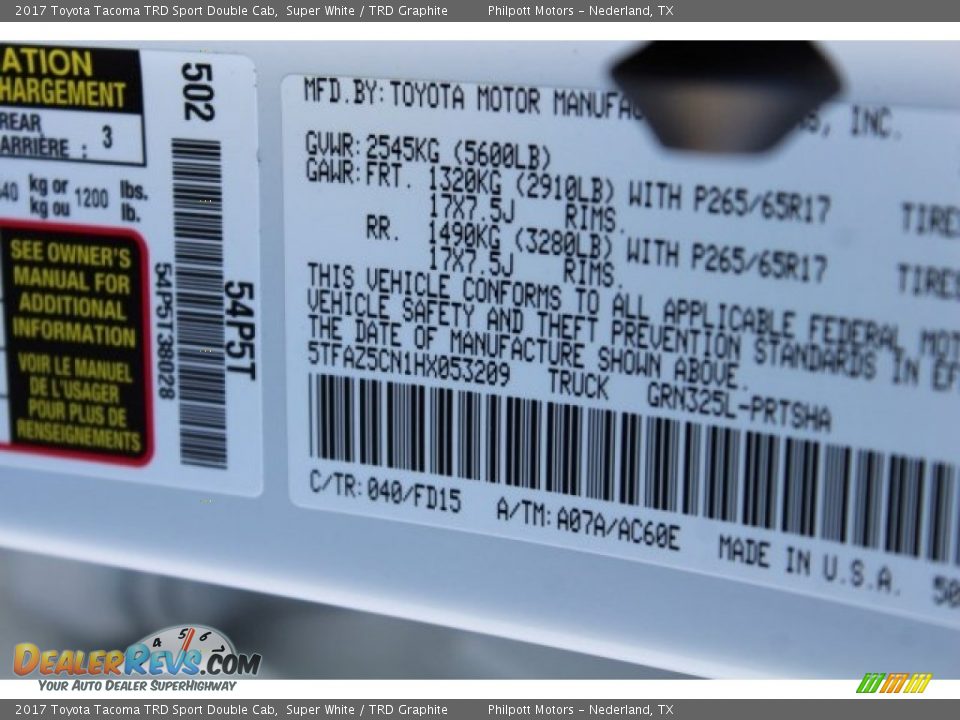 2017 Toyota Tacoma TRD Sport Double Cab, Super White / TRD Graphite Philpott Motors - Nederland, TX
ATION
HARGEMENT
REAR
ARRIÈRE : 3
kg or 1200 lbs.
kg ou lb.
SEE OWNER'S
MANUAL FOR
ADDITIONAL
INFORMATION
VOIR LE MANUEL
DE L'USAGER
POUR PLUS DE
RENSEIGNEMENTS
502
54P5T38028
54P5T
MFD.BY:TOYOTA MOTOR INC.
GVWR:2545KG (5600LB)
GAWR:FRT. 1320KG (2910LB) WITH P265/65R17 TIRES
17X7.5J RIMS.
RR. 1490KG (3280LB) WITH P265/65R17 TIRES
17X7.5J RIMS.
THIS VEHICLE CONFORMS TO ALL APPLICABLE FEDERAL MOT
VEHICLE SAFETY AND THEFT PREVENTION STANDARDS IN EF
THE DATE OF MANUFACTURE SHOWN ABOVE.
5TFAZ5CN1HX053209 TRUCK GRN325L-PRTSHA
C/TR:040/FD15 A/TM:A07A/AC60E MADE IN U.S.A.
4 5 6
DEALERREVS.COM
YOUR AUTO DEALER SUPERHIGHWAY
2017 Toyota Tacoma TRD Sport Double Cab, Super White / TRD Graphite Philpott Motors - Nederland, TX